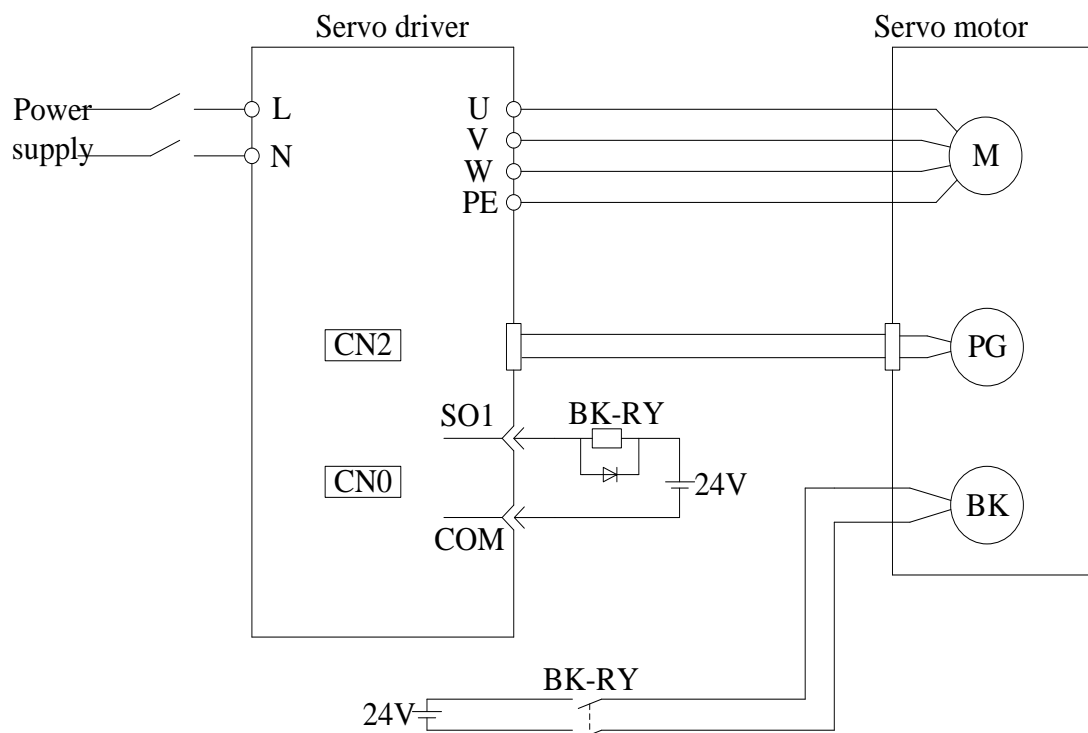 Servo driver
Servo motor
Power
supply
L
N
U
V
W
PE
M
CN2
PG
SO1
BK-RY
CN0
24V
COM
BK
BK-RY
24V